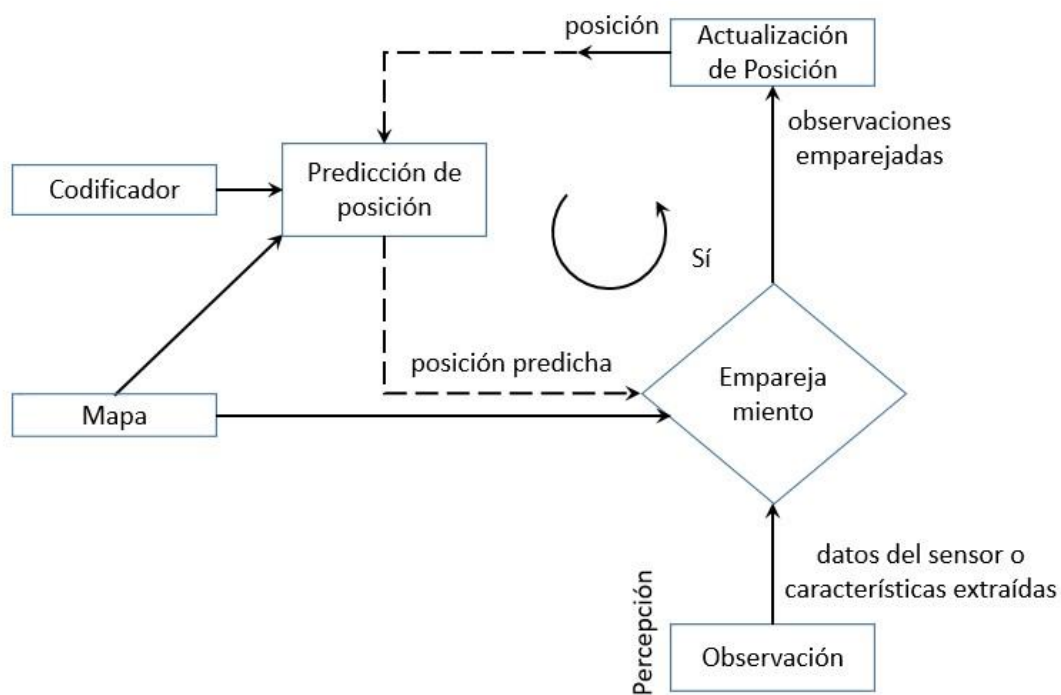 posición
Actualización
de Posición
observaciones
emparejadas
Codificador
Predicción de
posición
Sí
posición predicha
Empareja
miento
Mapa
datos del sensor o
características extraídas
Percepción
Observación